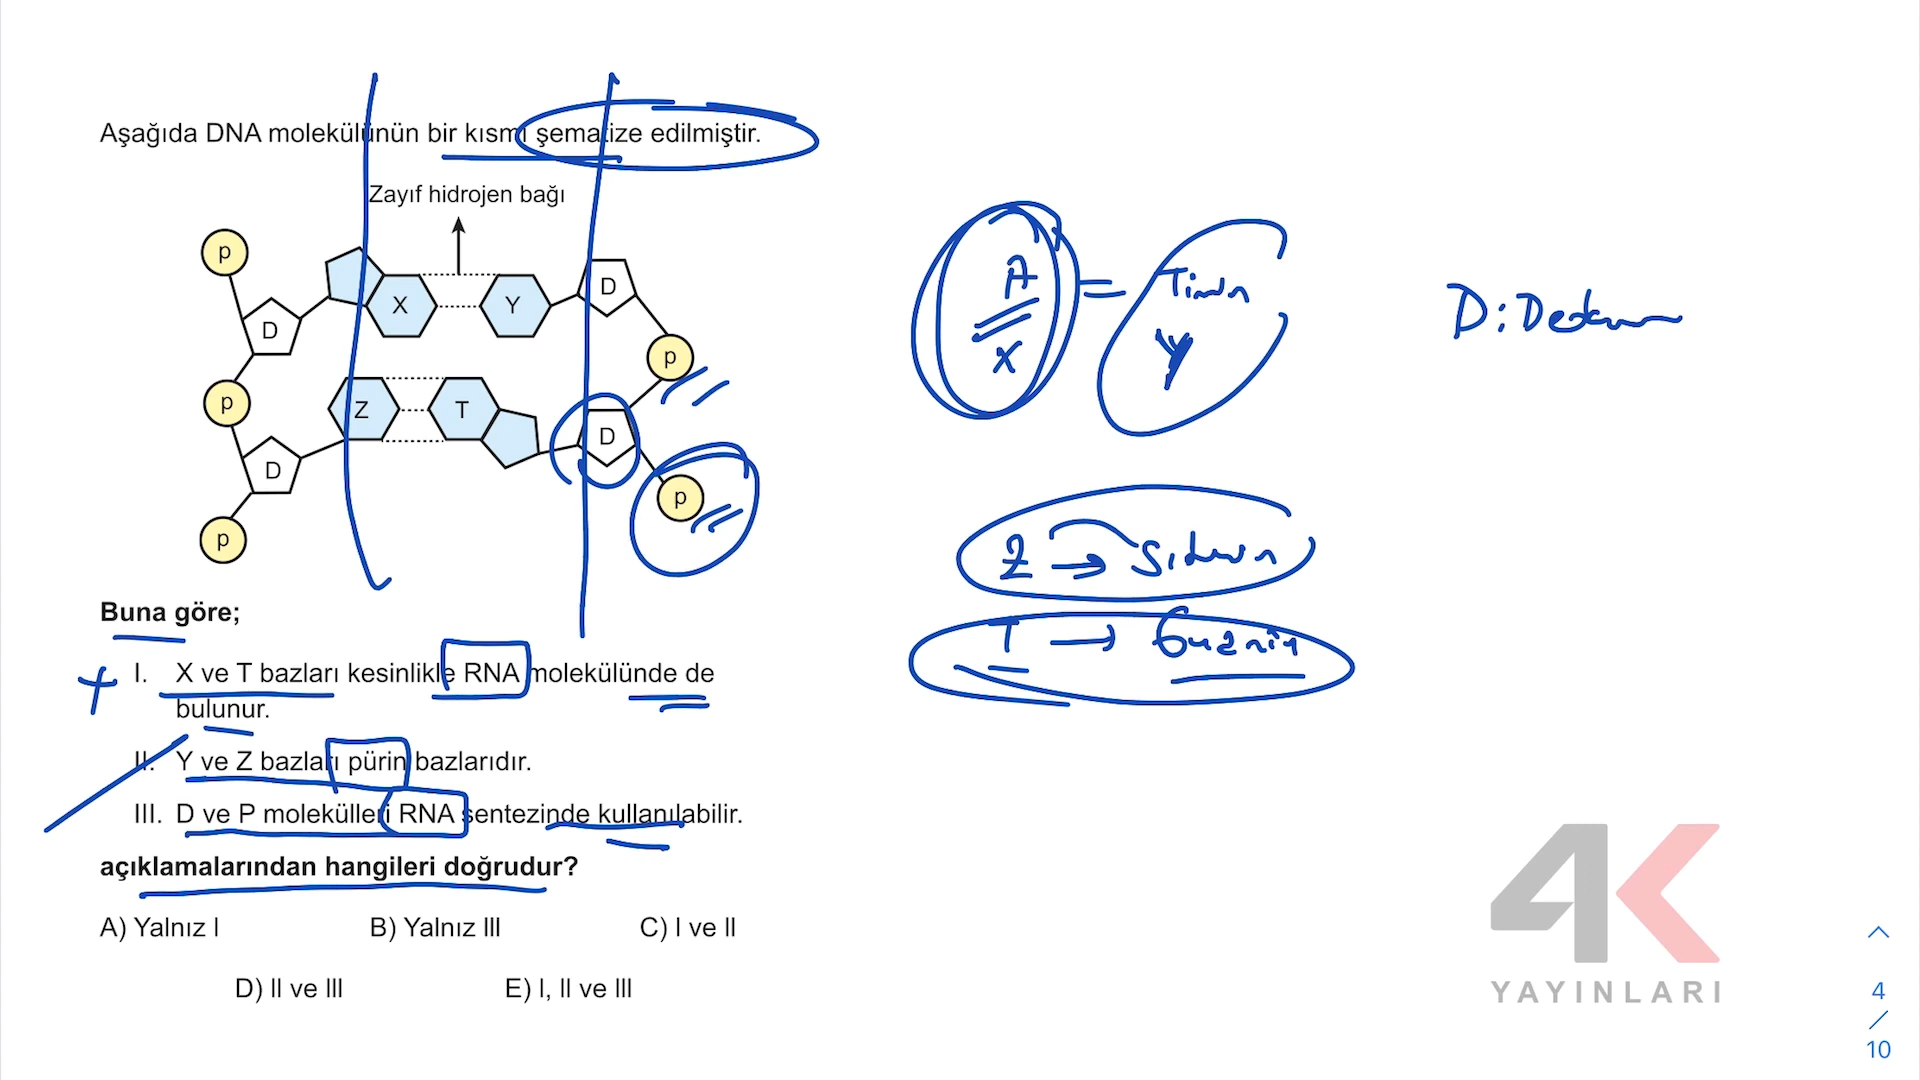 Aşağıda DNA molekülünün bir kısmı şematize edilmiştir.
Zayıf hidrojen bağı
p
D
X
Y
D
p
p
Z
T
D
D
p
p
A
X
Timin
Y
D:
Z → Sitozin
T → Guanin
Buna göre;
I. X ve T bazları kesinlikle RNA molekülünde de
bulunur.
II. Y ve Z bazları pürin bazlarıdır.
III. D ve P molekülleri RNA sentezinde kullanılabilir.
açıklamalarından hangileri doğrudur?
A) Yalnız I
B) Yalnız III
C) I ve II
D) II ve III
E) I, II ve III
4K
YAYINLARI
4
/
10